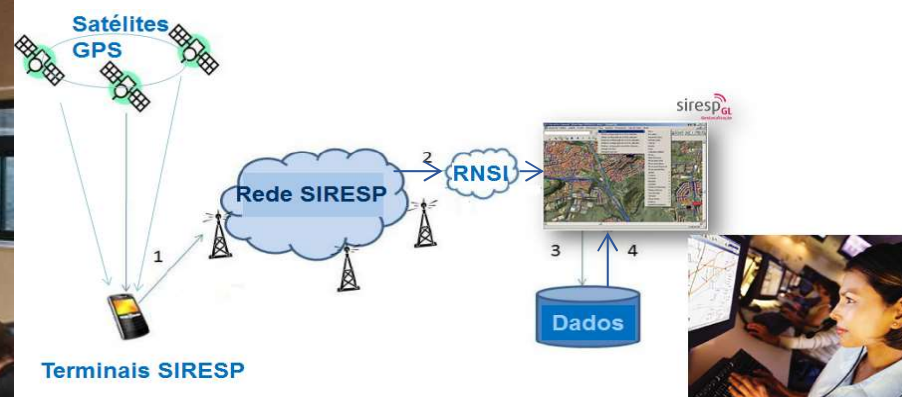 Satélites
GPS
siresp GL
2
RNSI
Rede SIRESP
1
3
4
Dados
Terminais SIRESP